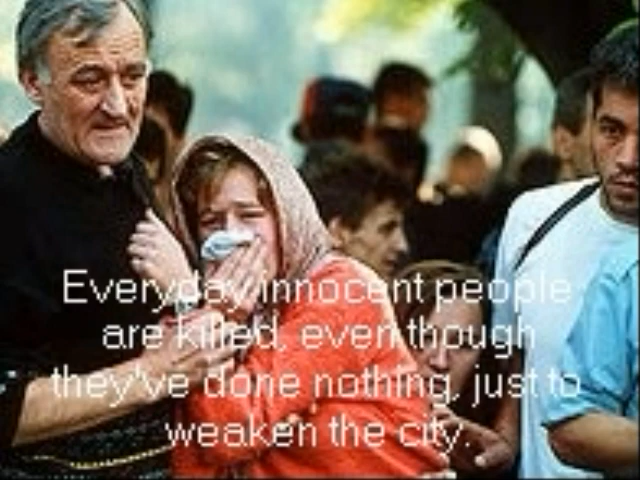 Everyday innocent people
are killed, even though
they've done nothing, just to
weaken the city.